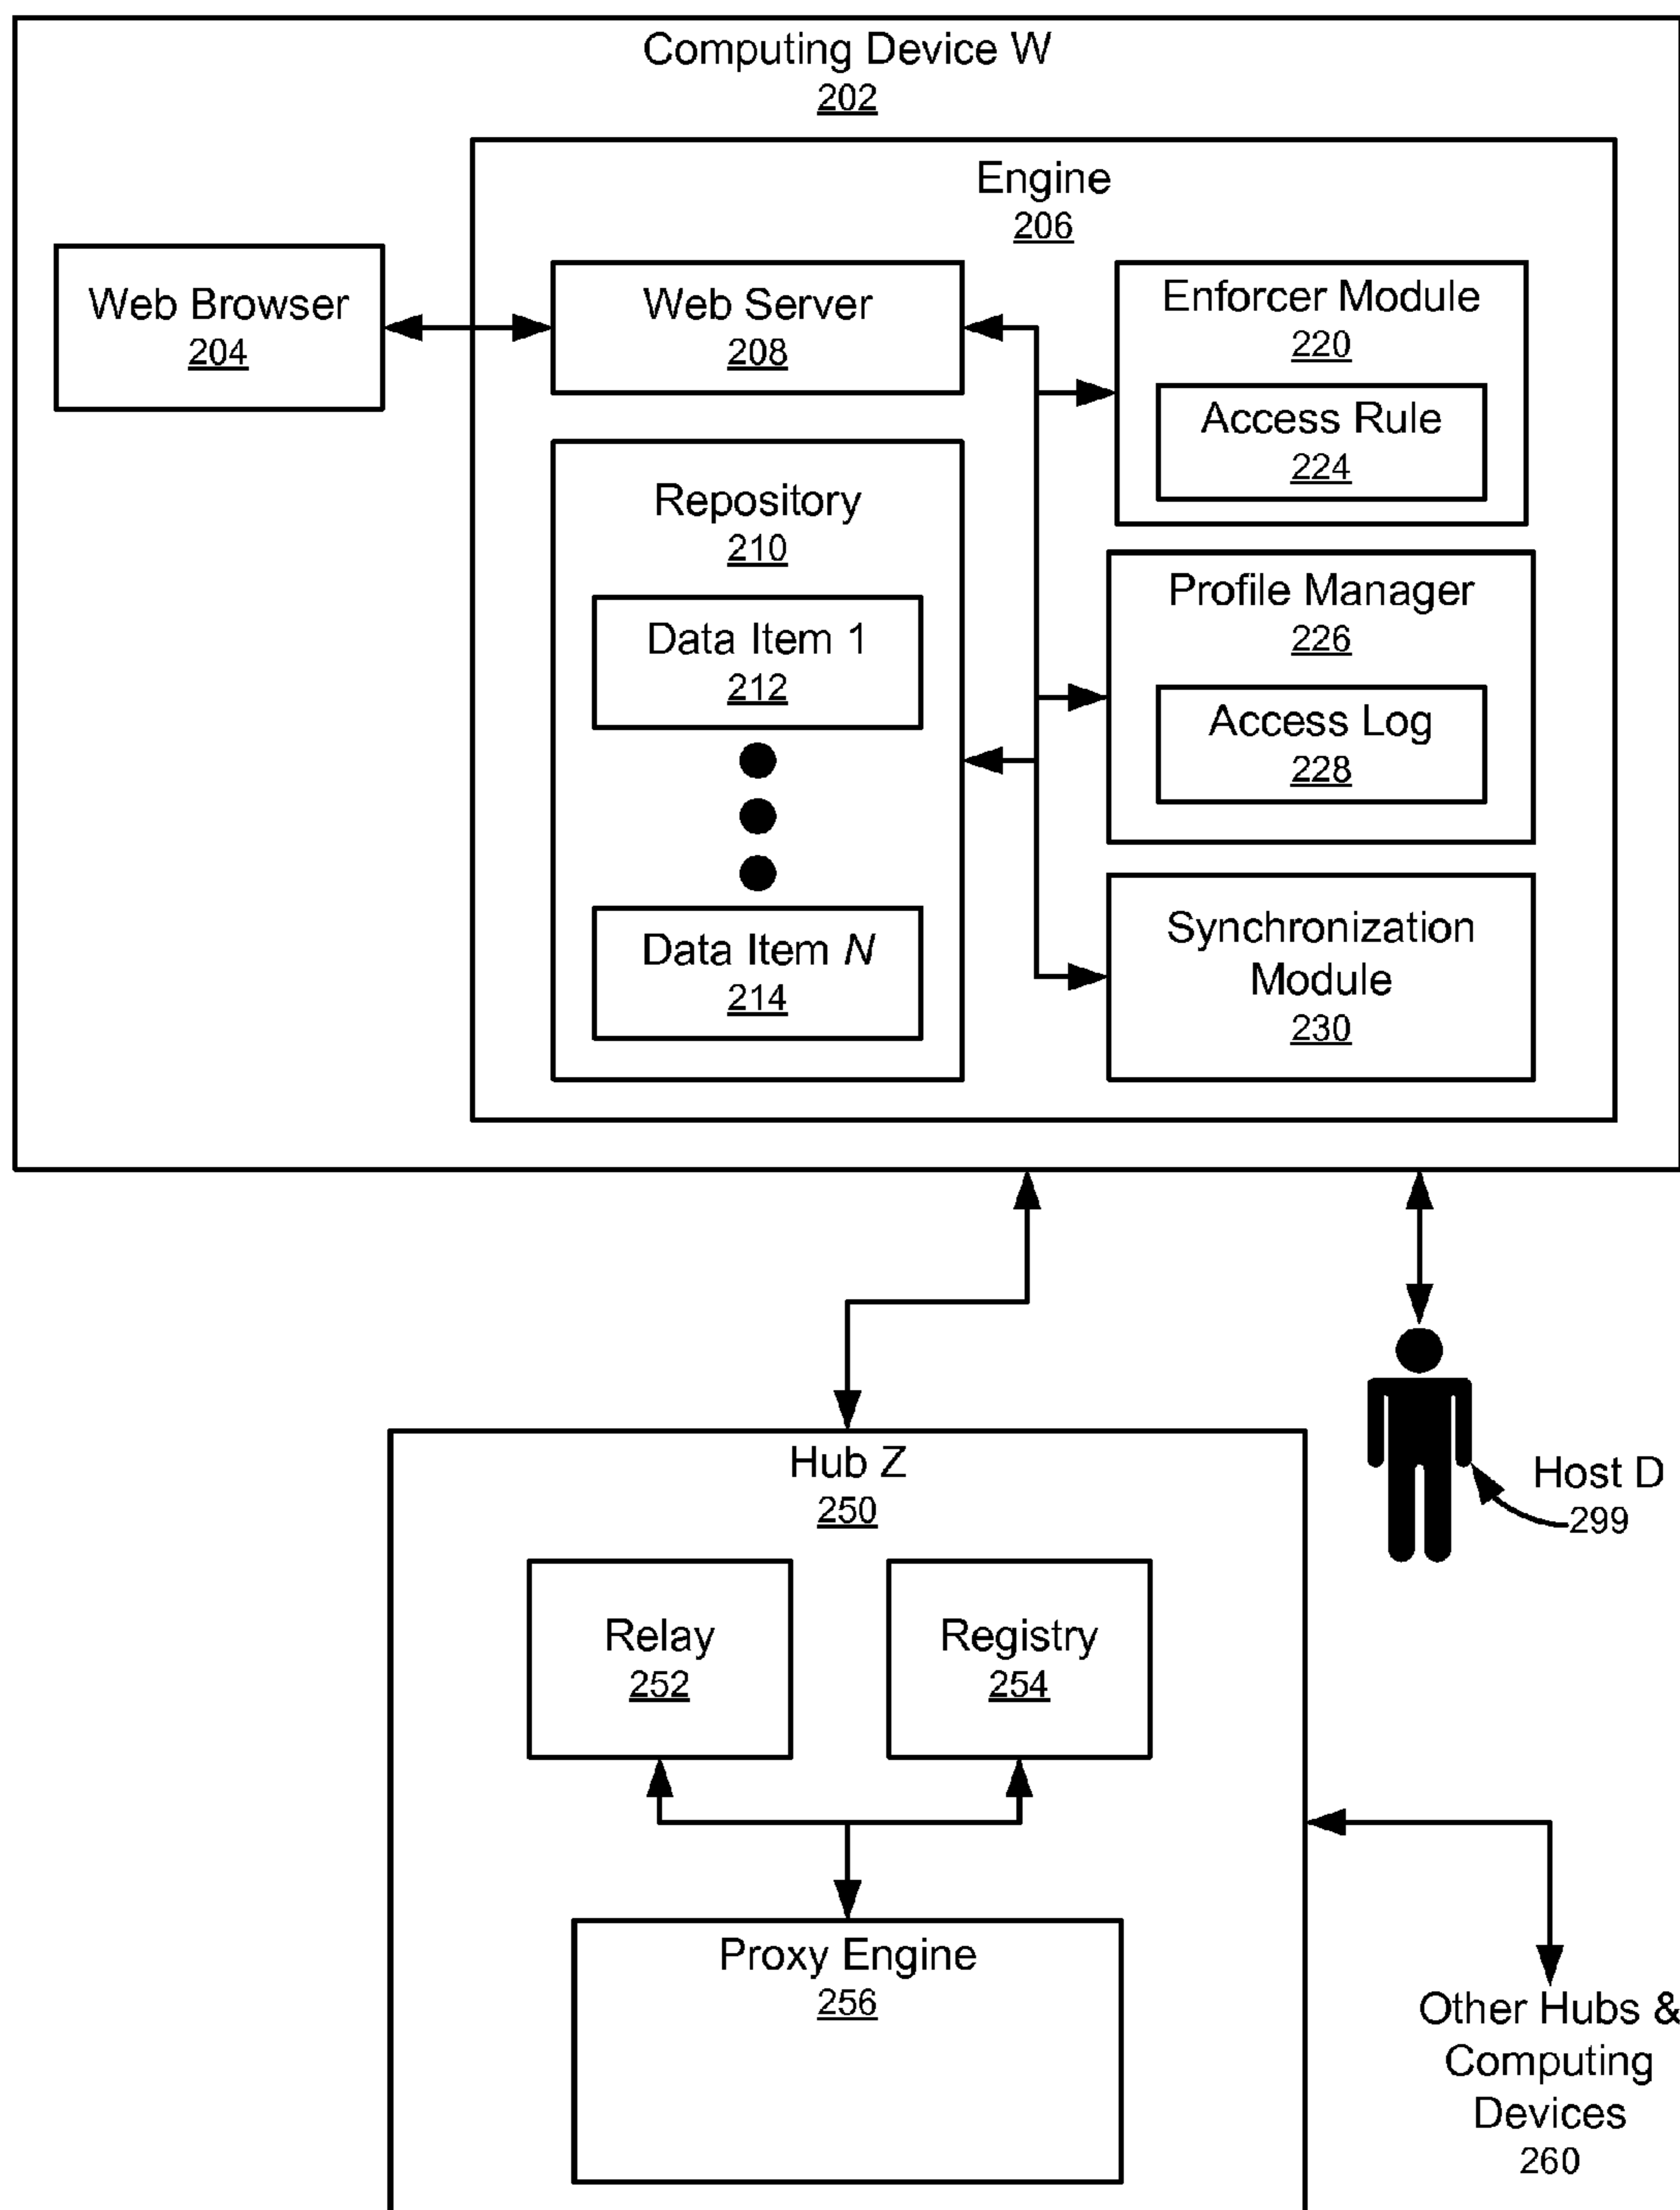 Computing Device W
202
Engine
206
Web Browser
204
Web Server
208
Enforcer Module
220
Access Rule
224
Repository
210
Data Item 1
212
Data Item N
214
Profile Manager
226
Access Log
228
Synchronization
Module
230
Hub Z
250
Host D
299
Relay
252
Registry
254
Proxy Engine
256
Other Hubs &
Computing
Devices
260